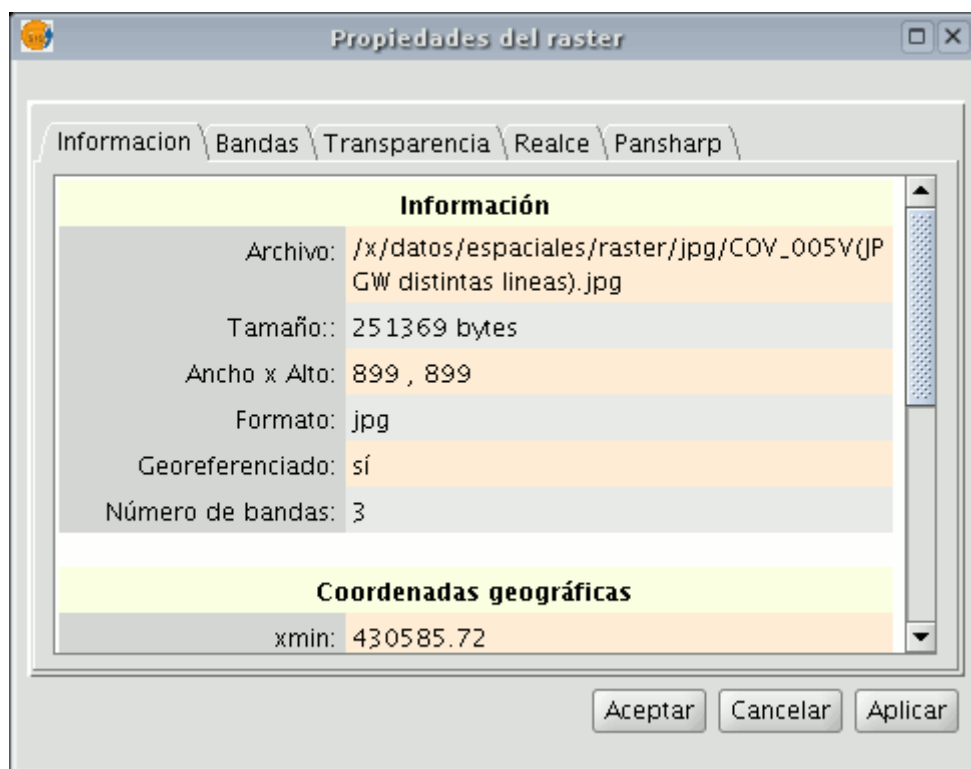 Propiedades del raster
Informacion Bandas Transparencia Realce Pansharp
Información
Archivo: /x/datos/espaciales/raster/jpg/COV_005V(JP
GW distintas lineas).jpg
Tamaño:: 251369 bytes
Ancho x Alto: 899 , 899
Formato: jpg
Georeferenciado: sí
Número de bandas: 3
Coordenadas geográficas
xmin: 430585.72
Aceptar Cancelar Aplicar